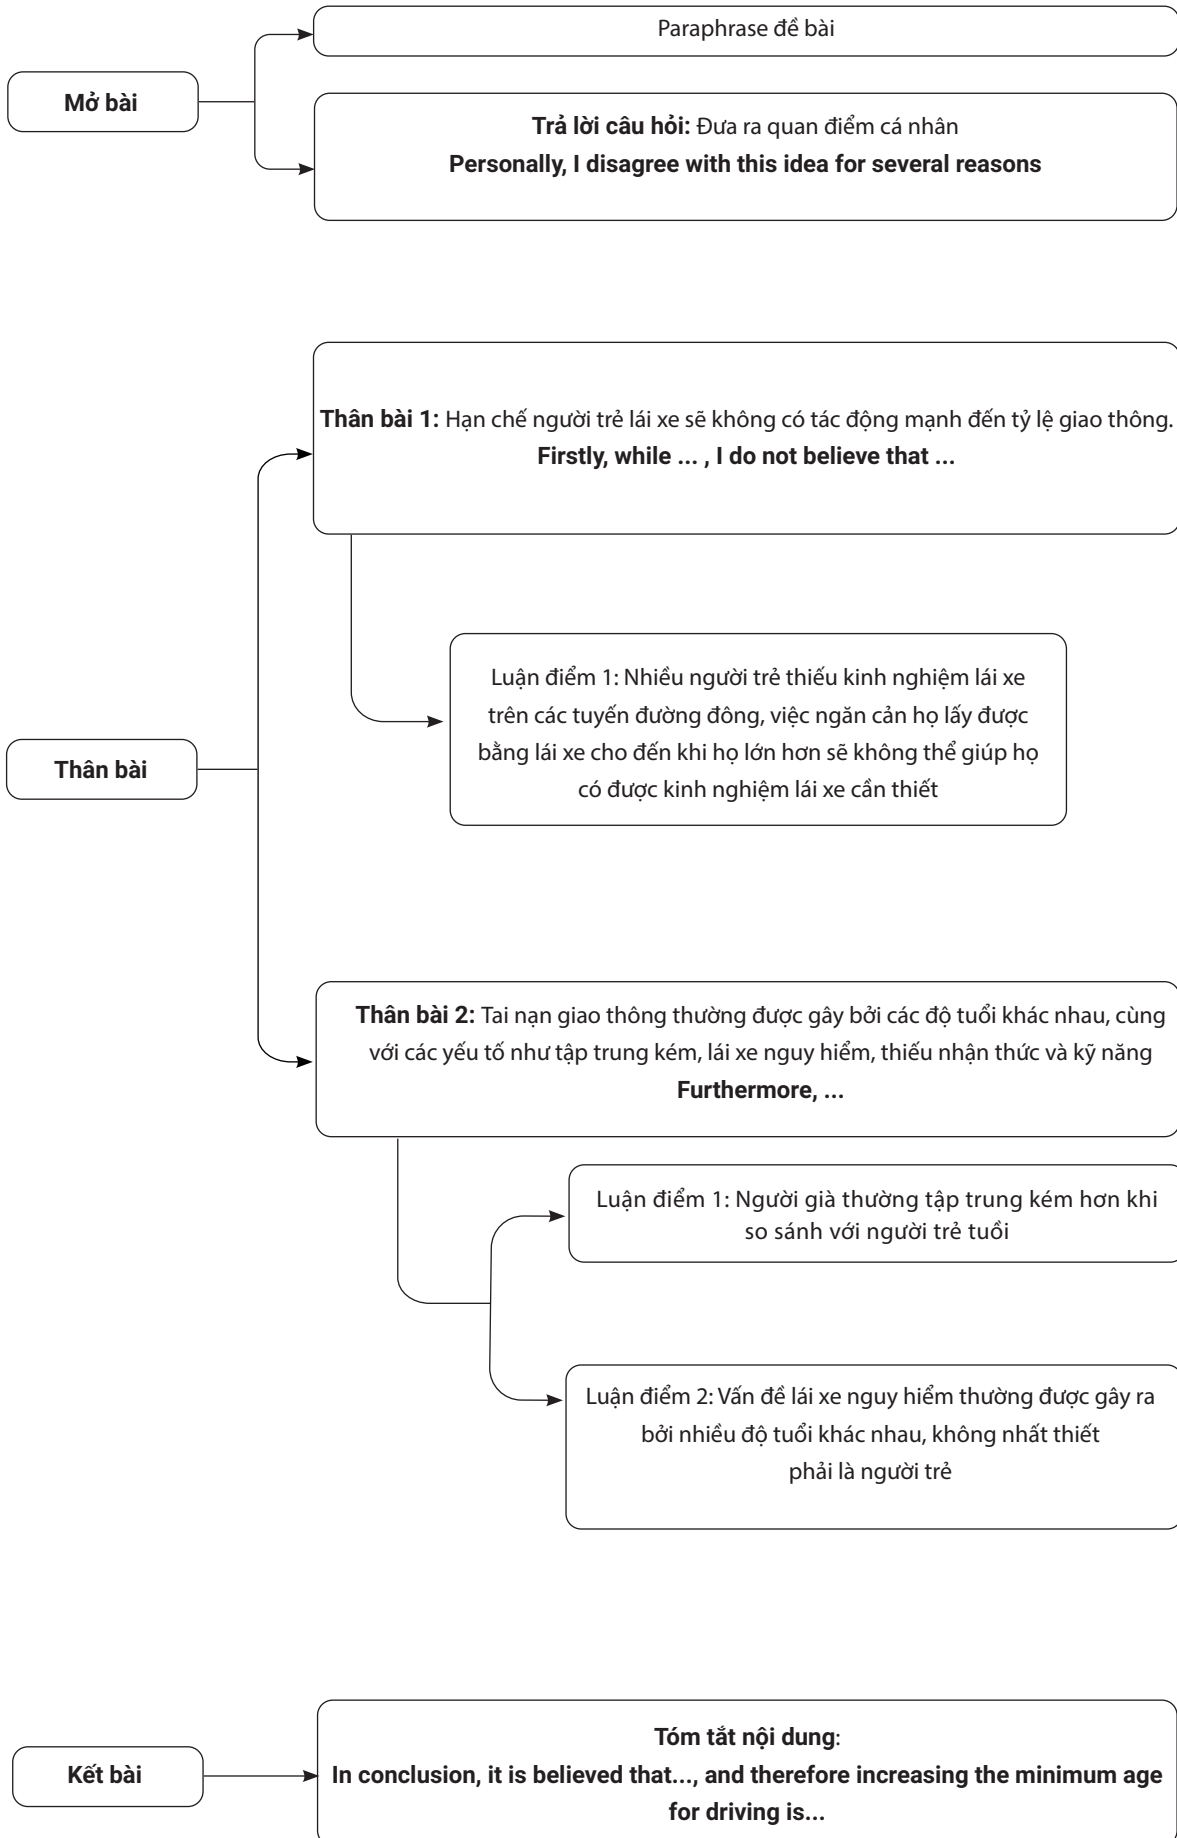 Paraphrase đề bài
Mở bài
Trả lời câu hỏi: Đưa ra quan điểm cá nhân
Personally, I disagree with this idea for several reasons
Thân bài 1: Hạn chế người trẻ lái xe sẽ không có tác động mạnh đến tỷ lệ giao thông.
Firstly, while ... , I do not believe that ...
Luận điểm 1: Nhiều người trẻ thiếu kinh nghiệm lái xe
trên các tuyến đường đông, việc ngăn cản họ lấy được
bằng lái xe cho đến khi họ lớn hơn sẽ không thể giúp họ
có được kinh nghiệm lái xe cần thiết
Thân bài
Thân bài 2: Tai nạn giao thông thường được gây bởi các độ tuổi khác nhau, cùng
với các yếu tố như tập trung kém, lái xe nguy hiểm, thiếu nhận thức và kỹ năng
Furthermore, ...
Luận điểm 1: Người già thường tập trung kém hơn khi
so sánh với người trẻ tuổi
Luận điểm 2: Vấn đề lái xe nguy hiểm thường được gây ra
bởi nhiều độ tuổi khác nhau, không nhất thiết
phải là người trẻ
Tóm tắt nội dung:
Kết bài
In conclusion, it is believed that..., and therefore increasing the minimum age
for driving is...